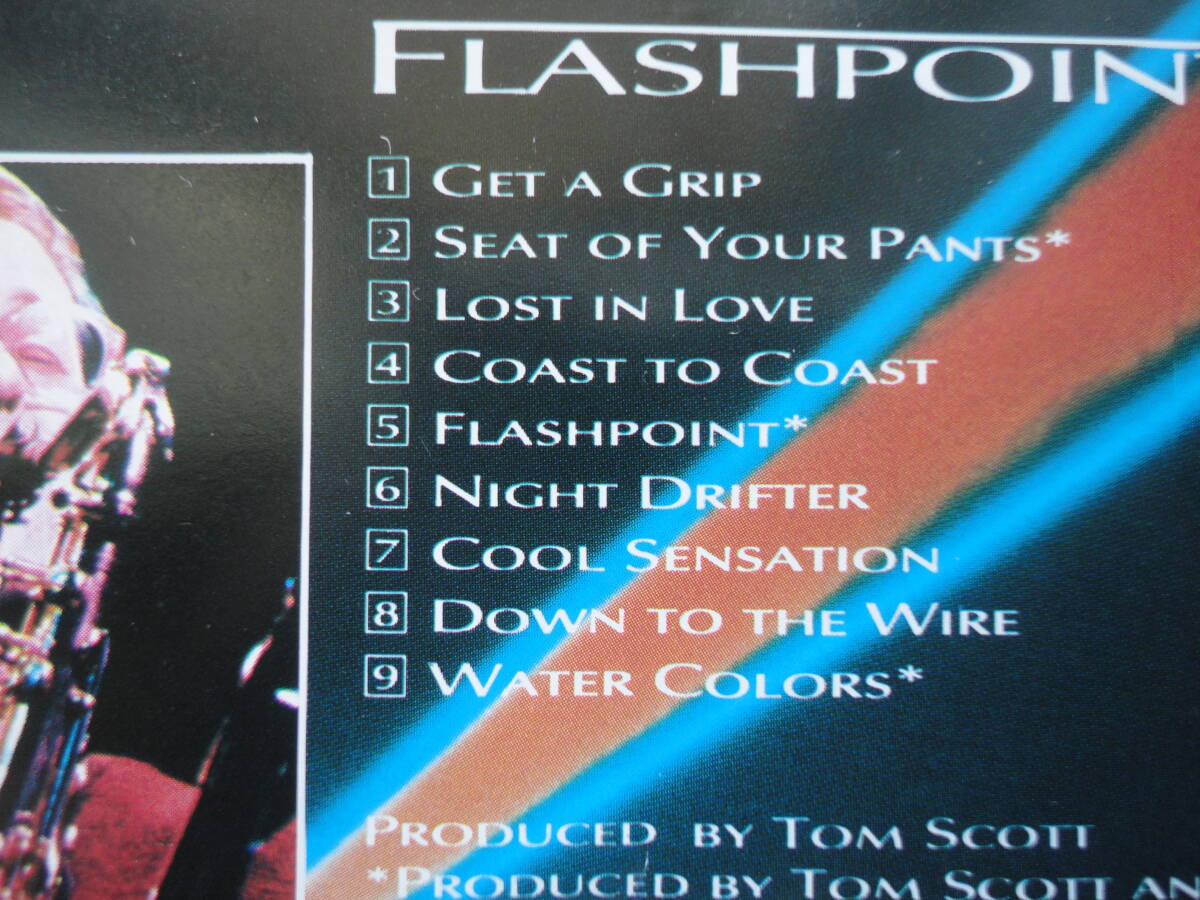 FLASHPOINT
1 GET A GRIP
2 SEAT OF YOUR PANTS*
3 LOST IN LOVE
4 COAST TO COAST
5 FLASHPOINT*
6 NIGHT DRIFTER
7 COOL SENSATION
8 DOWN TO THE WIRE
9 WATER COLORS*
PRODUCED BY TOM SCOTT
*PRODUCED BY TOM SCOTT AN